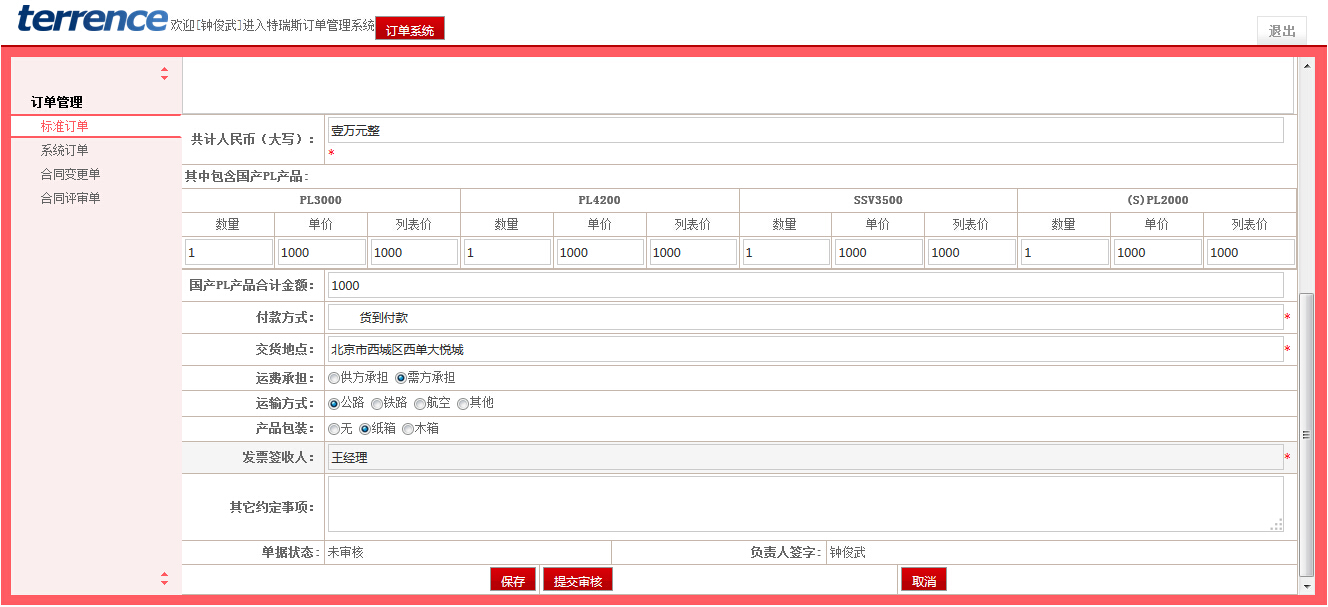 terrence 欢迎[钟俊武]进入特瑞斯订单管理系统 订单系统 退出
订单管理
标准订单
系统订单
合同变更单
合同评审单
共计人民币（大写）： 壹万元整
*
其中包含国产PL产品:
PL3000 PL4200 SSV3500 (S)PL2000
数量 单价 列表价 数量 单价 列表价 数量 单价 列表价 数量 单价 列表价
1 1000 1000 1 1000 1000 1 1000 1000 1 1000 1000
国产PL产品合计金额： 1000
付款方式： 货到付款 *
交货地点： 北京市西城区西单大悦城 *
运费承担： 供方承担 需方承担
运输方式： 公路 铁路 航空 其他
产品包装： 无 纸箱 木箱
发票签收人： 王经理 *
其它约定事项：
单据状态: 未审核 负责人签字: 钟俊武
保存 提交审核 取消